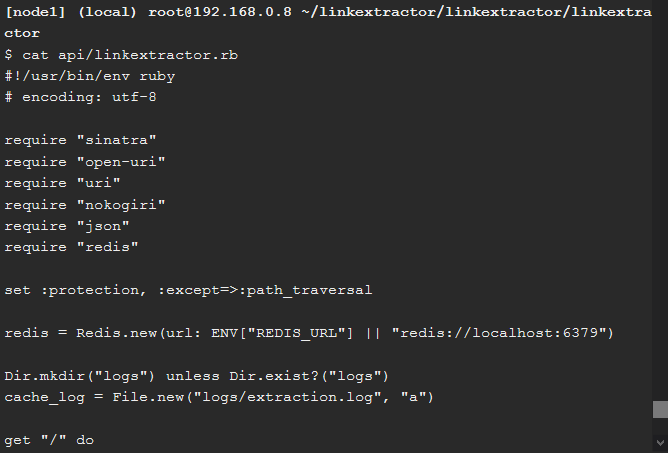 [node1] (local) root@192.168.0.8 ~/linkextractor/linkextractor/linkextra
ctor
$ cat api/linkextractor.rb
#!/usr/bin/env ruby
# encoding: utf-8

require "sinatra"
require "open-uri"
require "uri"
require "nokogiri"
require "json"
require "redis"

set :protection, :except=>:path_traversal

redis = Redis.new(url: ENV["REDIS_URL"] || "redis://localhost:6379")

Dir.mkdir("logs") unless Dir.exist?("logs")
cache_log = File.new("logs/extraction.log", "a")

get "/" do